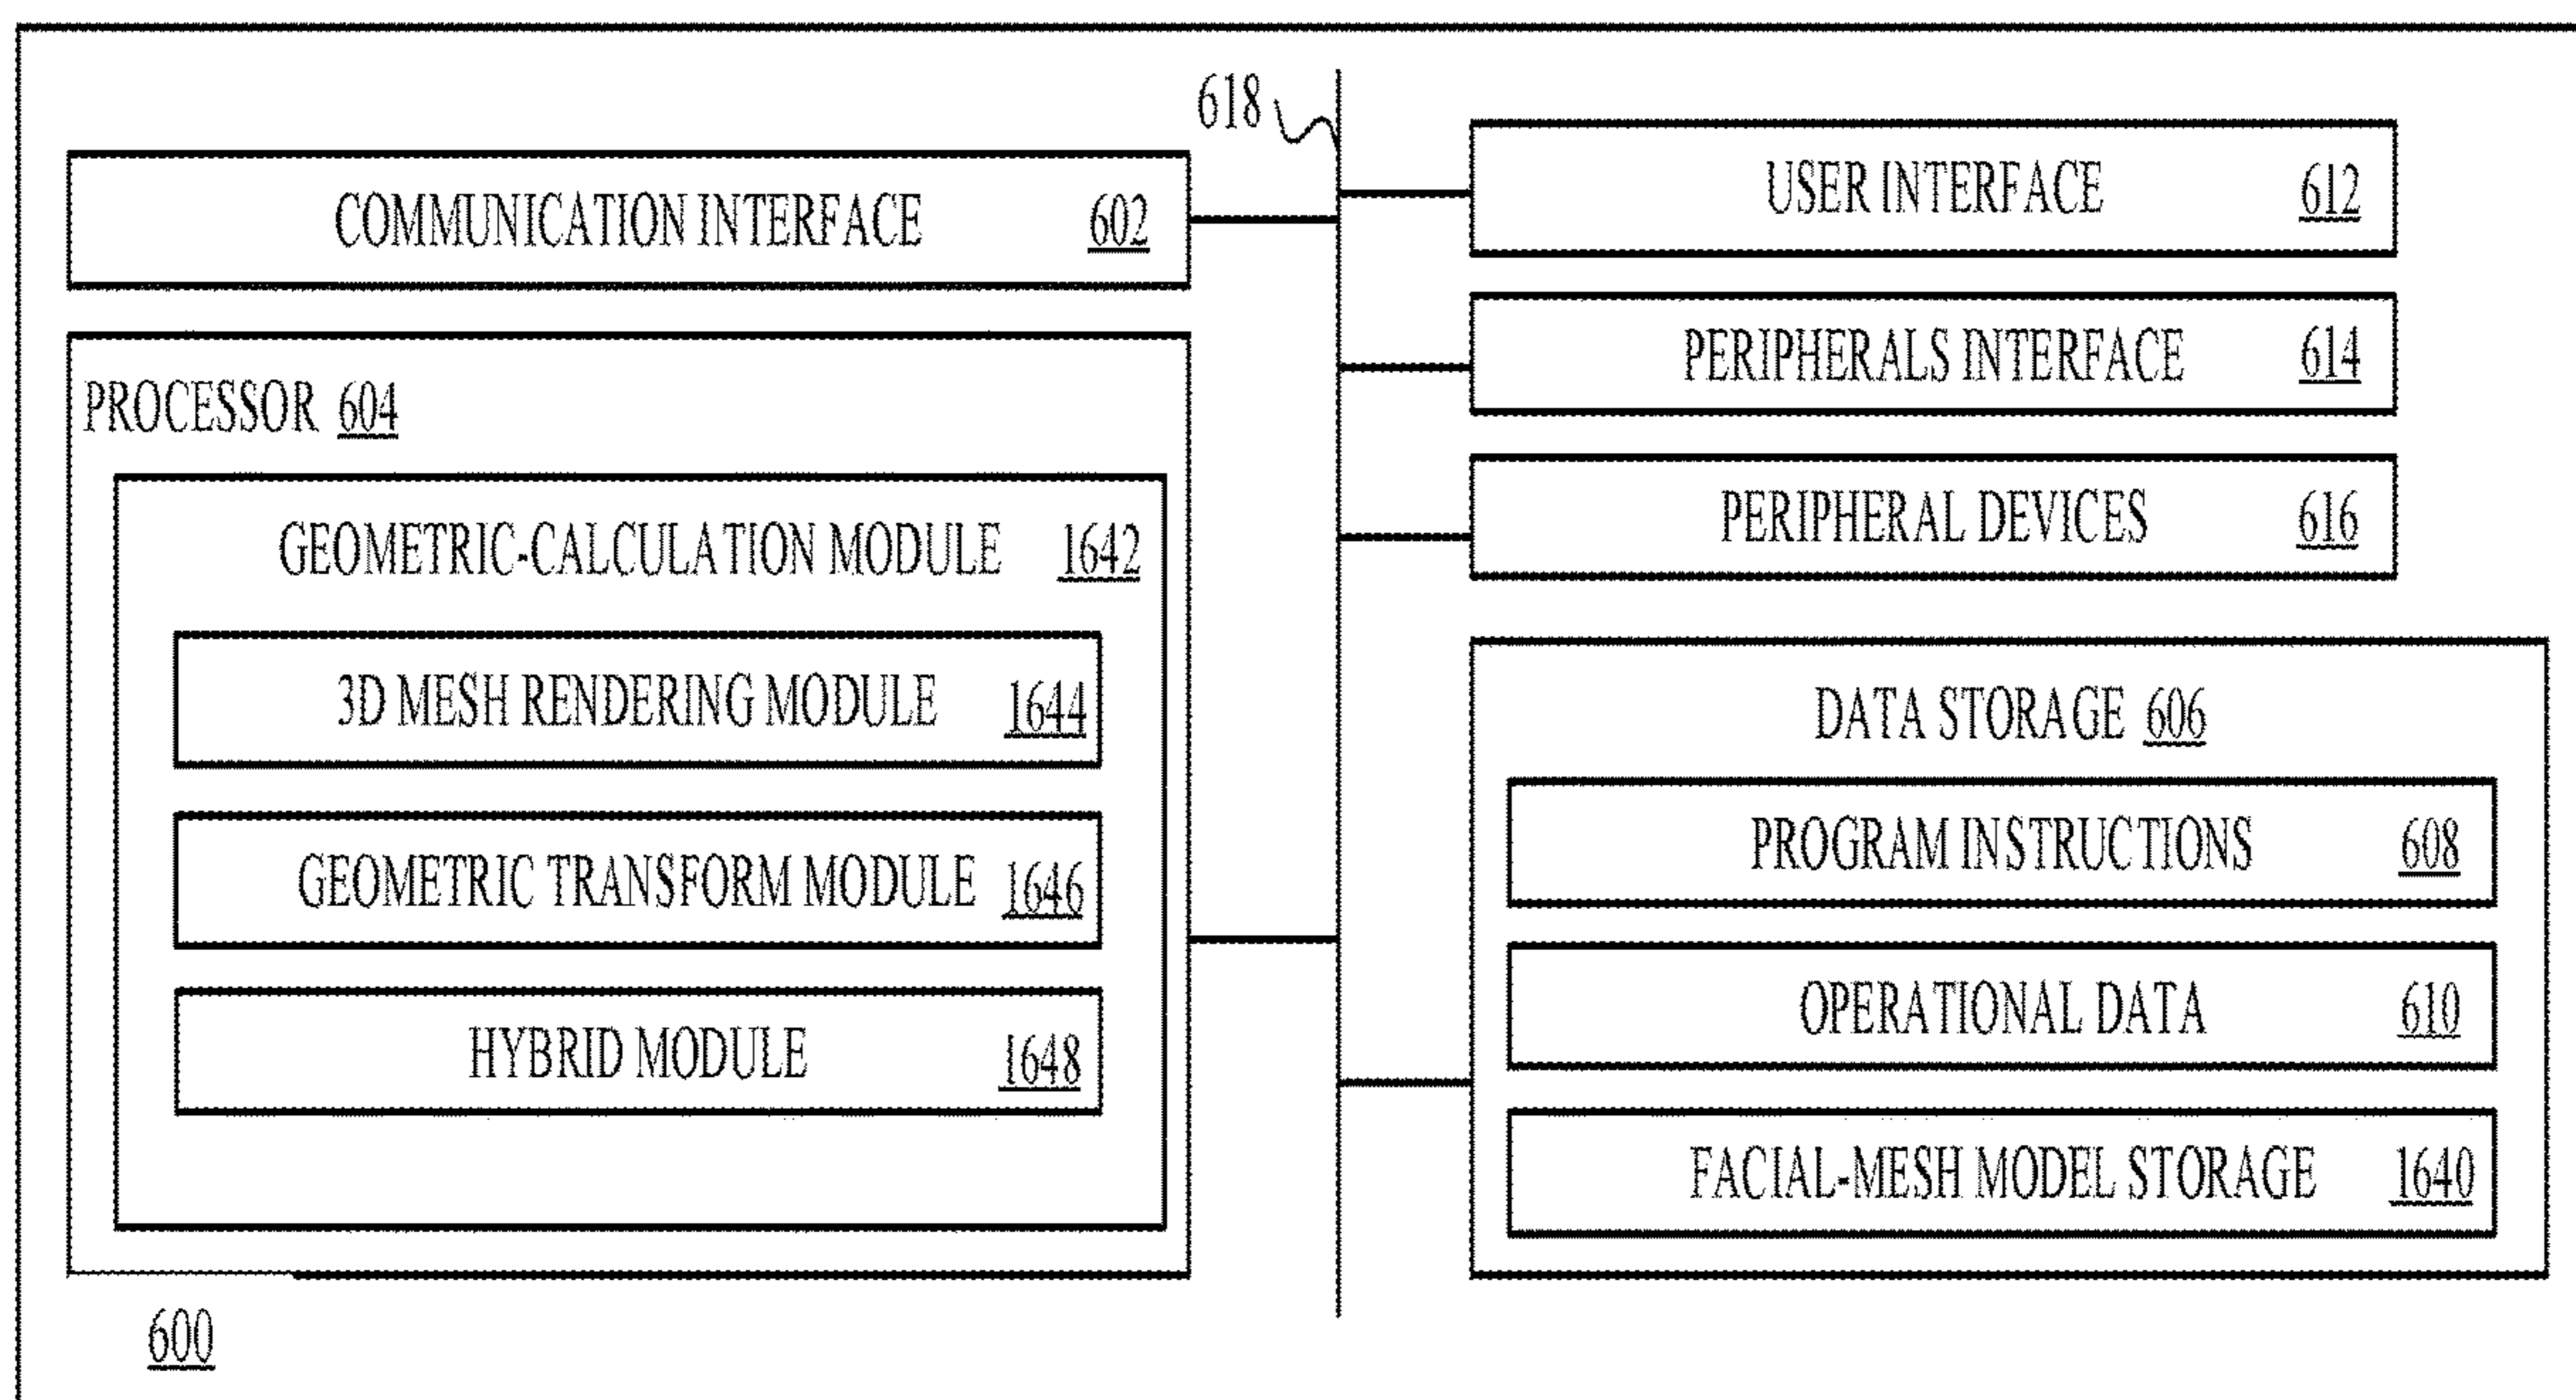 618
COMMUNICATION INTERFACE 602
PROCESSOR 604
GEOMETRIC-CALCULATION MODULE 1642
3D MESH RENDERING MODULE 1644
GEOMETRIC TRANSFORM MODULE 1646
HYBRID MODULE 1648
USER INTERFACE 612
PERIPHERALS INTERFACE 614
PERIPHERAL DEVICES 616
DATA STORAGE 606
PROGRAM INSTRUCTIONS 608
OPERATIONAL DATA 610
FACIAL-MESH MODEL STORAGE 1640
600